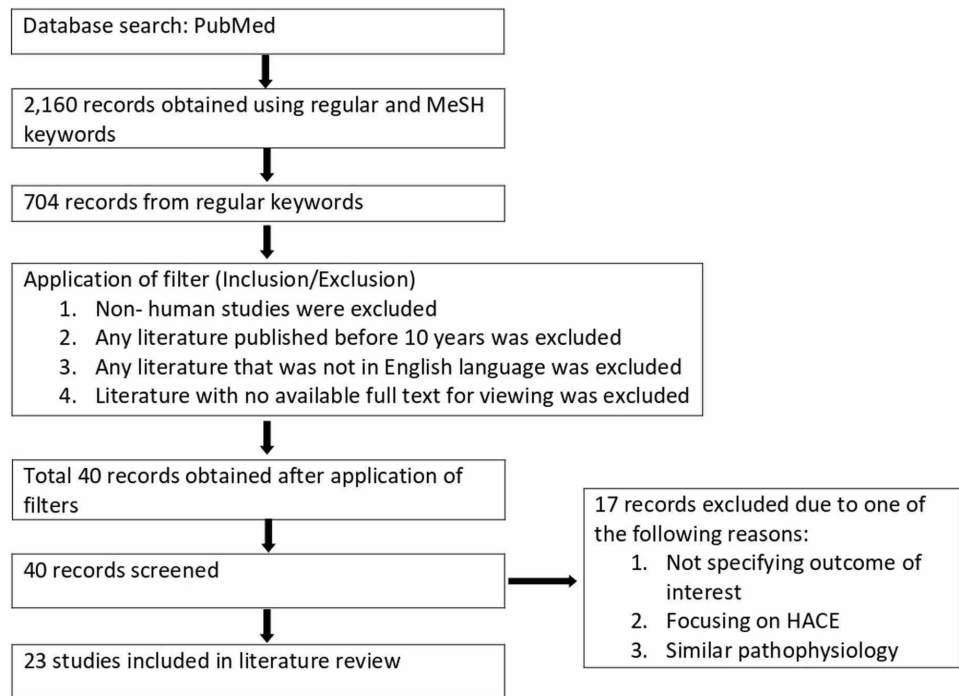 Database search: PubMed
2,160 records obtained using regular and MeSH
keywords
704 records from regular keywords
Application of filter (Inclusion/Exclusion)
1. Non- human studies were excluded
2. Any literature published before 10 years was excluded
3. Any literature that was not in English language was excluded
4. Literature with no available full text for viewing was excluded
Total 40 records obtained after application of
filters
40 records screened
17 records excluded due to one of
the following reasons:
1. Not specifying outcome of
interest
2. Focusing on HACE
3. Similar pathophysiology
23 studies included in literature review